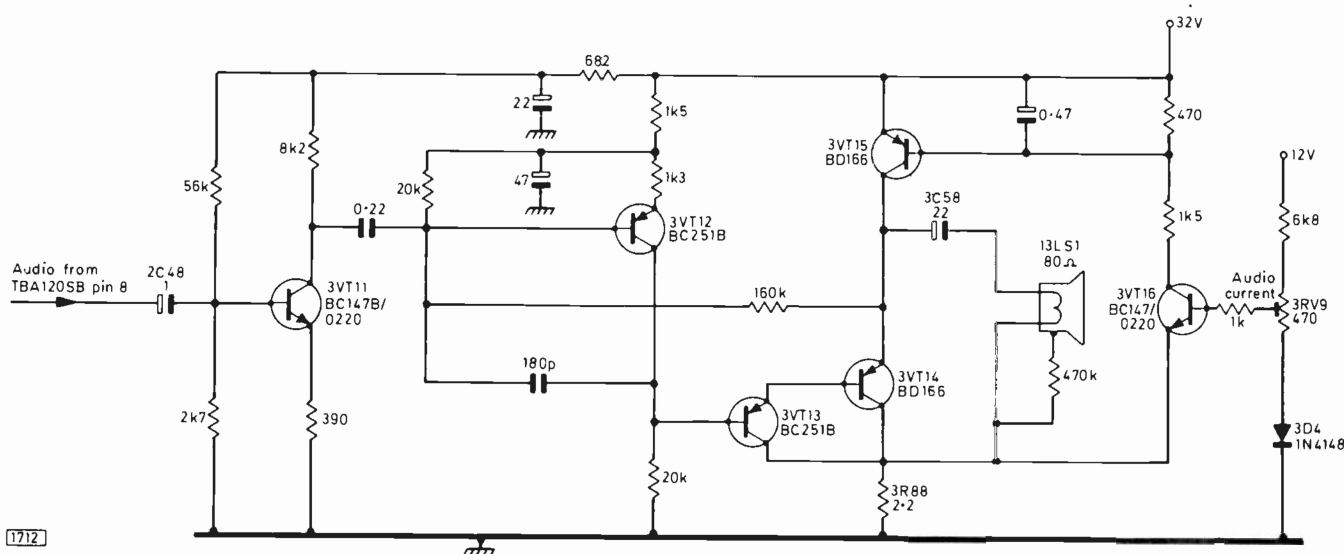 32V
682
22
1k5
0·47
470
12V
8k2
3VT15
BD166
56k
20k
47
1k3
3C58
22
1k5
6k8
0·22
3VT12
BC251B
13LS1
80Ω
Audio from
TBA120SB pin 8
2C48
1
3VT11
BC147B/
0220
160k
3VT16
BC147/
0220
Audio
current
1k
3RV9
470
180p
3VT14
BD166
470k
2k7
390
3VT13
BC251B
3D4
1N4148
20k
3R88
2·2
1712